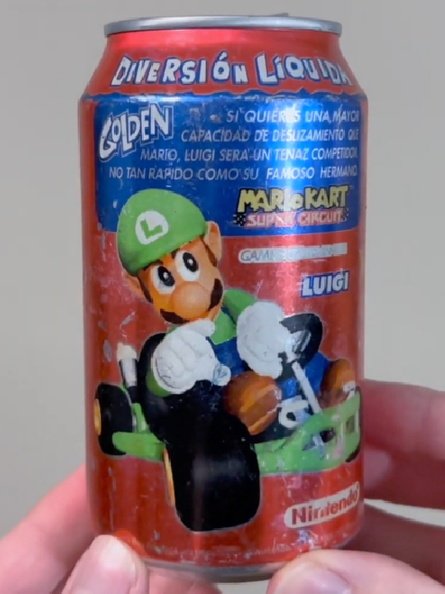 DIVERSIÓN LÍQUIDA
GOLDEN
SI QUIERES UNA MAYOR
CAPACIDAD DE DESLIZAMIENTO QUE
MARIO, LUIGI SERÁ UN TENAZ COMPETIDOR
NO TAN RÁPIDO COMO SU FAMOSO HERMANO
MARIO KART
SUPER CIRCUIT
LUIGI
L
Nintendo